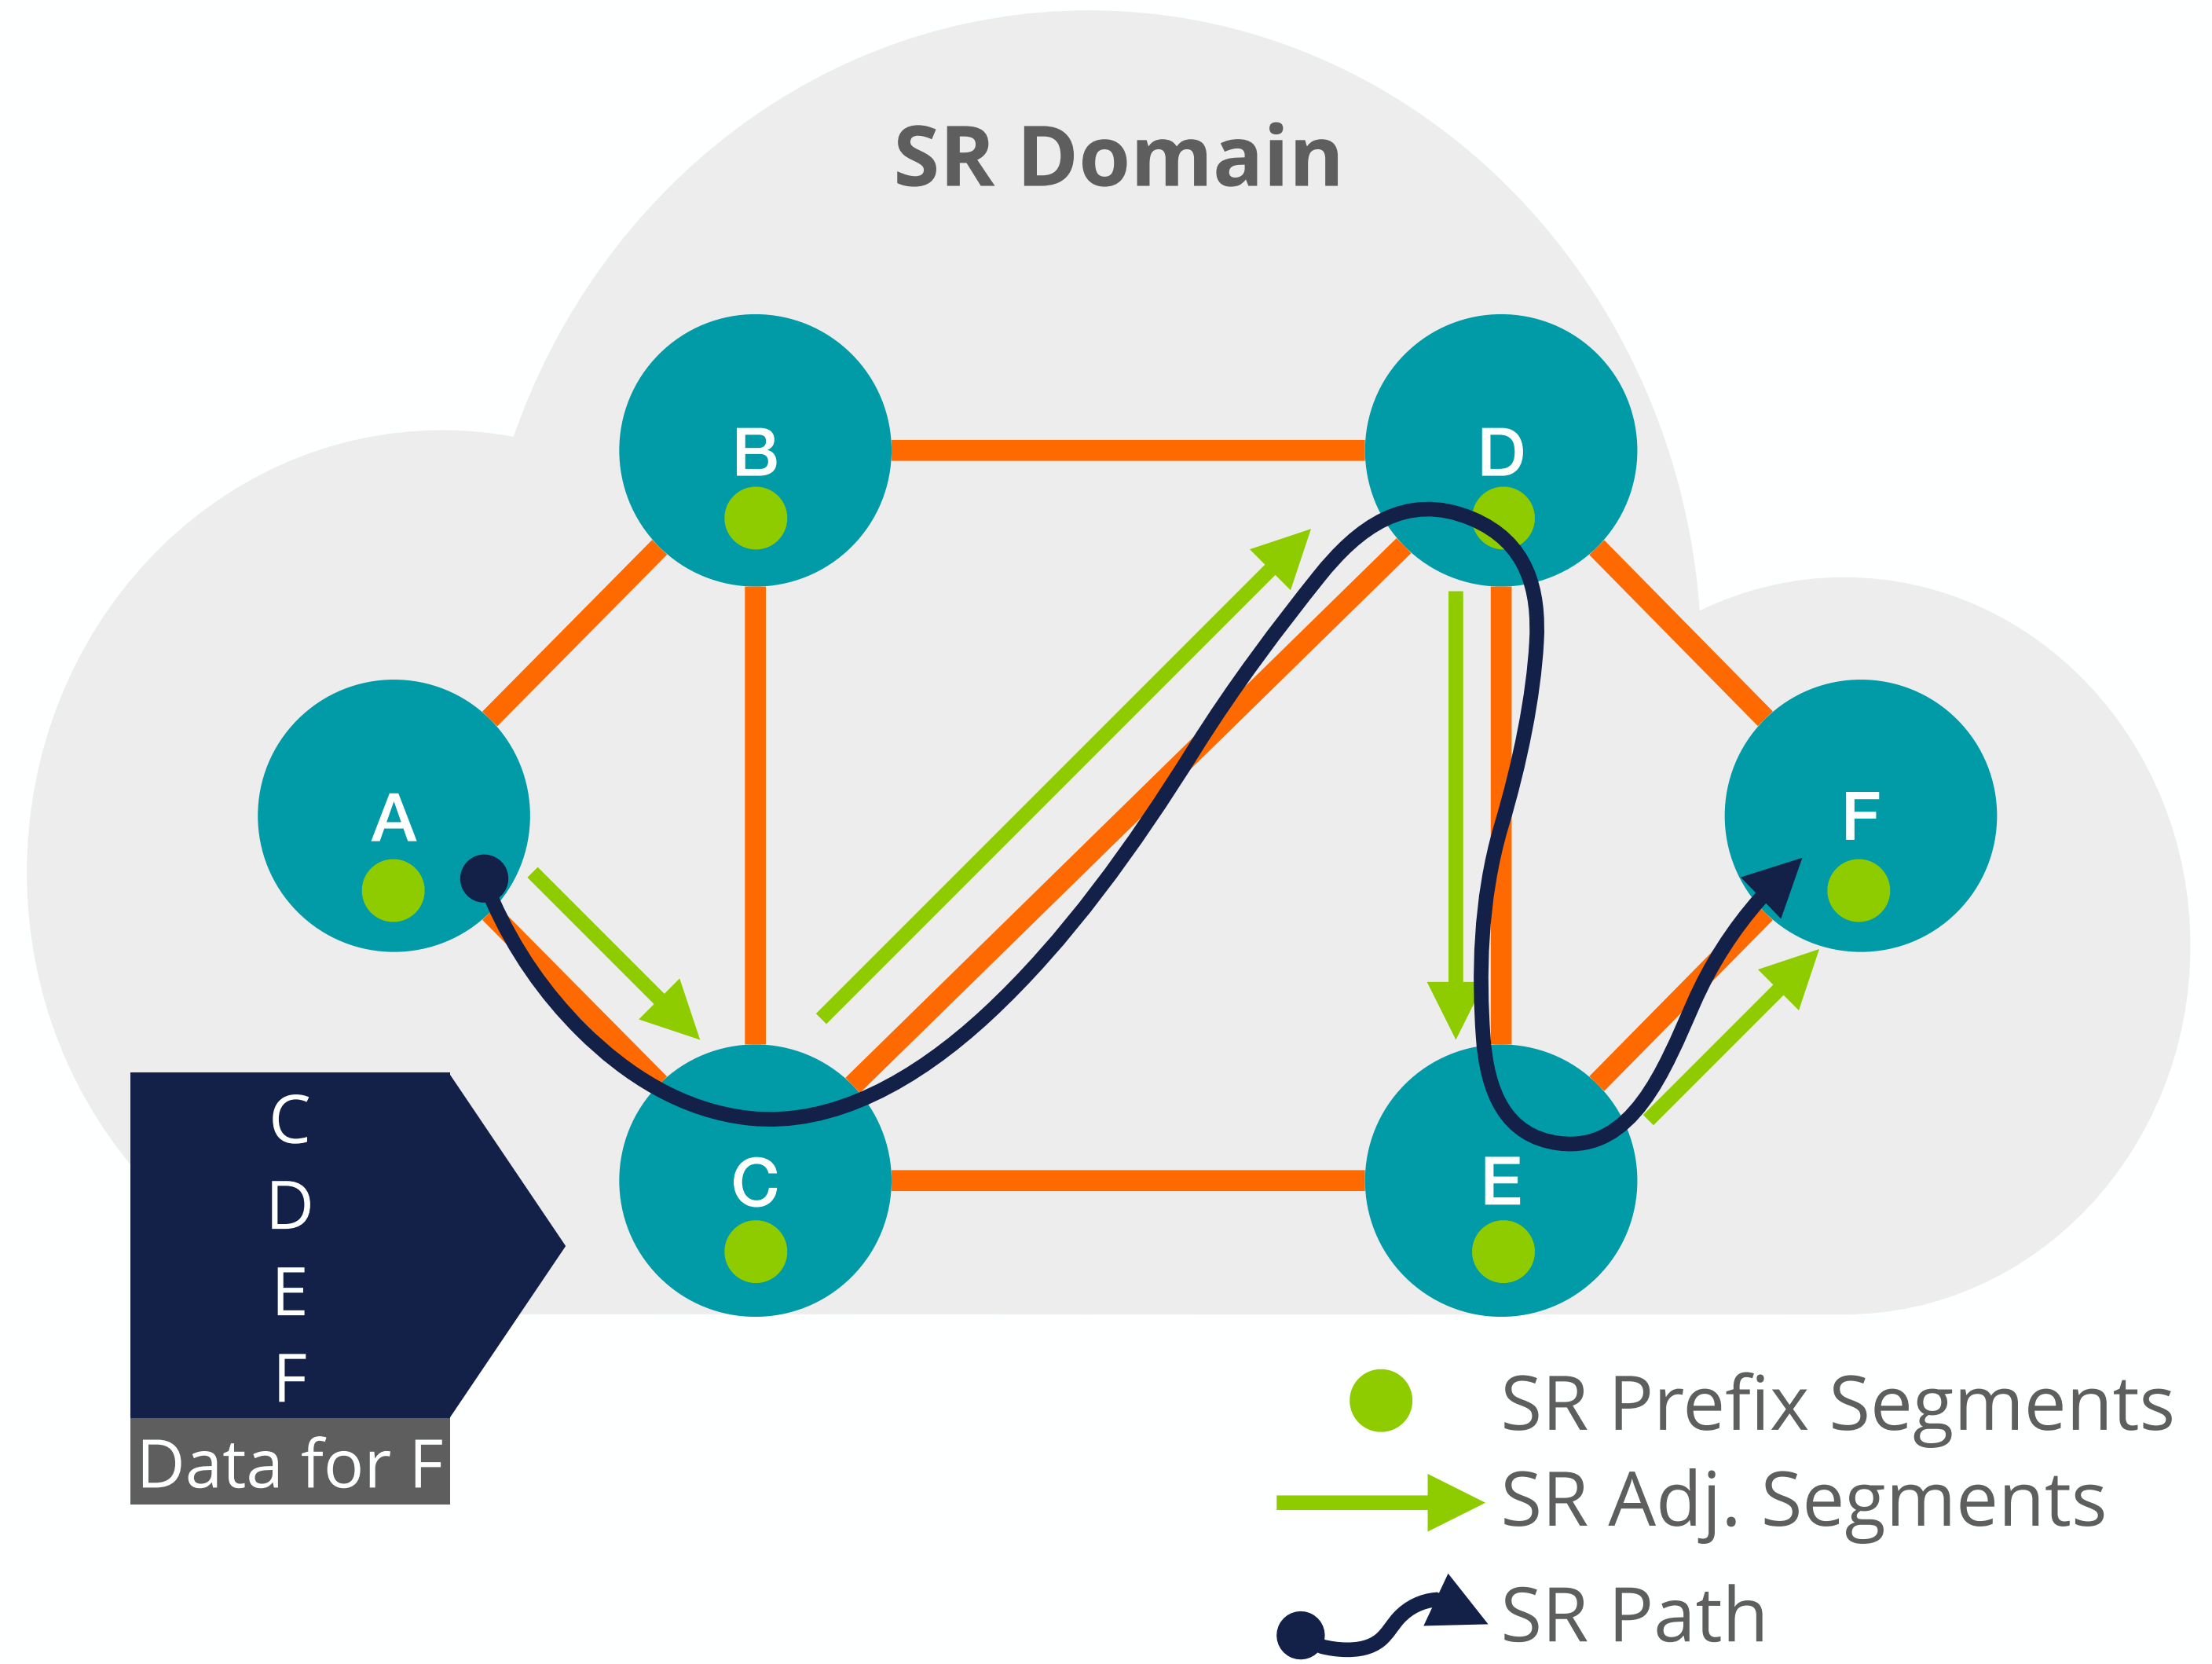 SR Domain
B
D
A
F
C
E
C
D
E
F
Data for F
SR Prefix Segments
SR Adj. Segments
SR Path